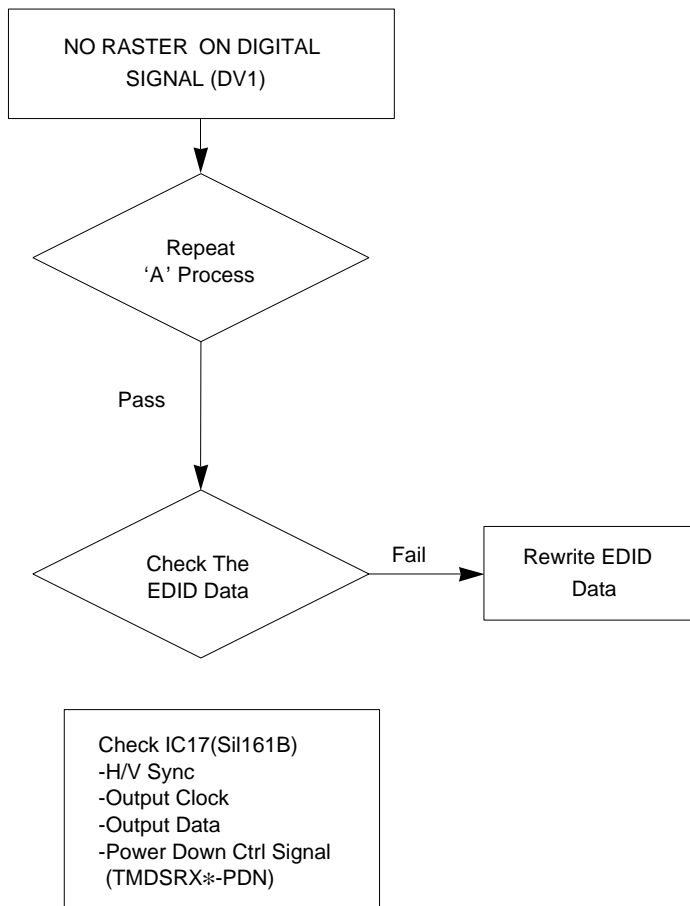 NO RASTER ON DIGITAL
SIGNAL (DV1)
Repeat
‘A’ Process
Pass
Check The
EDID Data
Fail
Rewrite EDID
Data
Check IC17(Sil161B)
-H/V Sync
-Output Clock
-Output Data
-Power Down Ctrl Signal
(TMDSRX*-PDN)